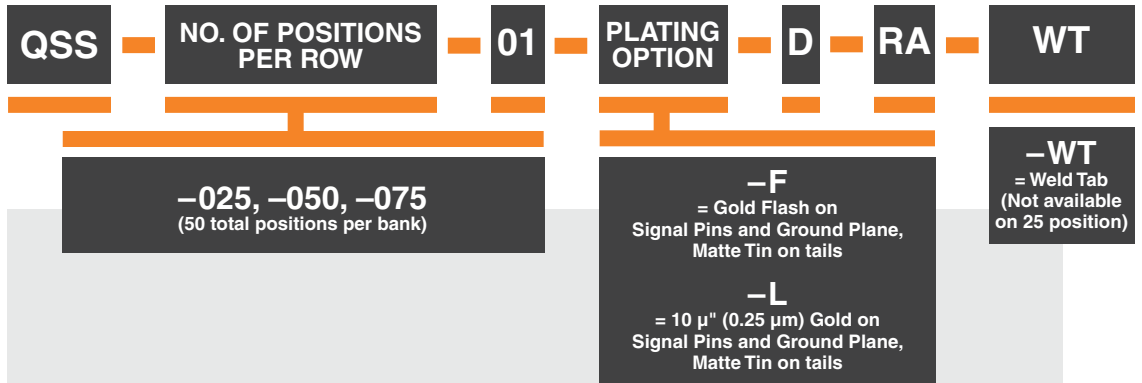 QSS
NO. OF POSITIONS
PER ROW
01
PLATING
OPTION
D
RA
WT
–025, –050, –075
(50 total positions per bank)
–F
= Gold Flash on
Signal Pins and Ground Plane,
Matte Tin on tails
–L
= 10 µ" (0.25 µm) Gold on
Signal Pins and Ground Plane,
Matte Tin on tails
–WT
= Weld Tab
(Not available
on 25 position)